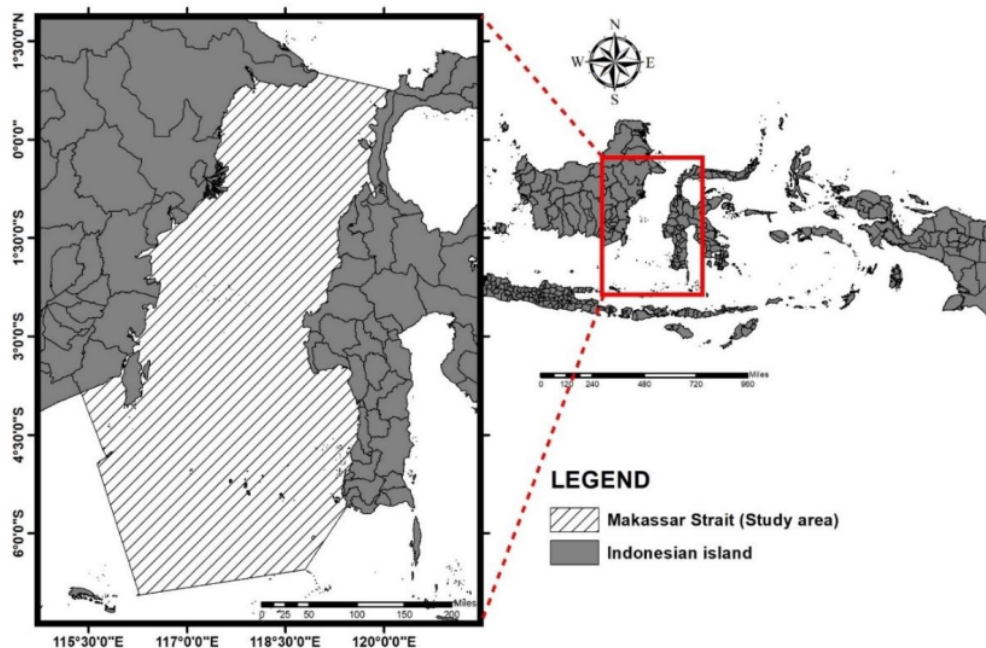 1°30'0"N
0°0'0"
1°30'0"S
3°0'0"S
4°30'0"S
6°0'0"S
115°30'0"E 117°0'0"E 118°30'0"E 120°0'0"E
0 25 50 100 150 200
Miles
N
W E
S
0 120 240 480 720 960
Miles
LEGEND
Makassar Strait (Study area)
Indonesian island